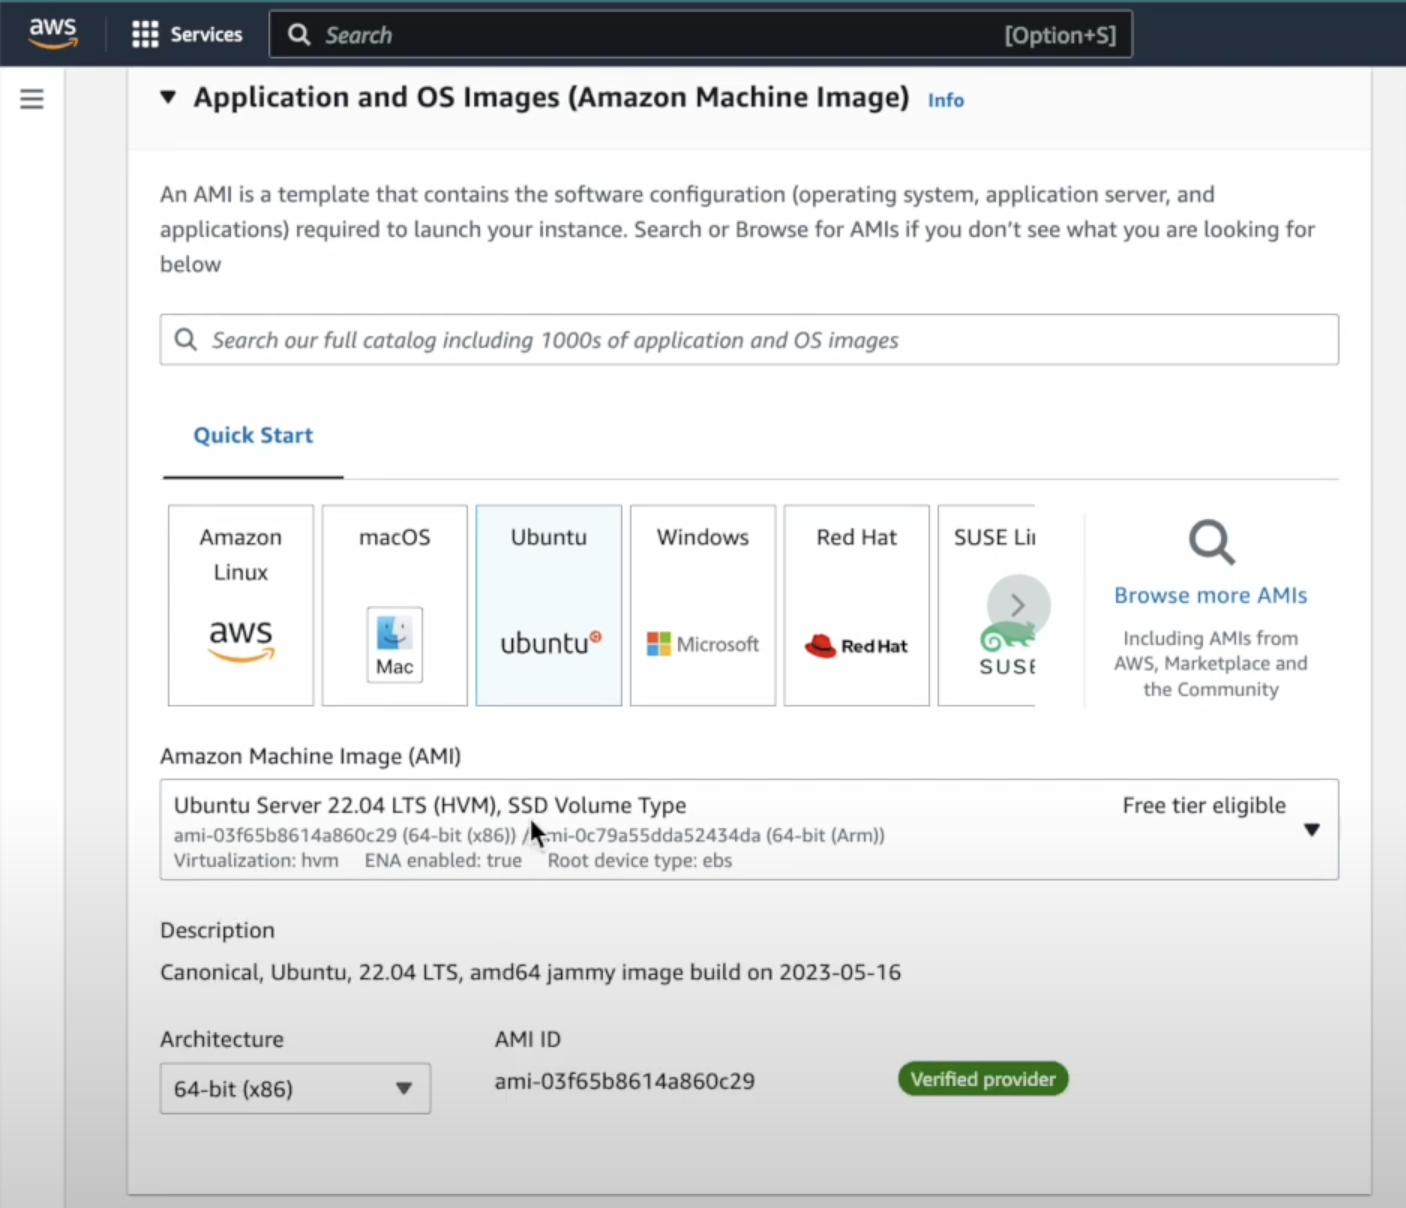 aws
Services
Search
[Option+S]
Application and OS Images (Amazon Machine Image) Info
An AMI is a template that contains the software configuration (operating system, application server, and
applications) required to launch your instance. Search or Browse for AMIs if you don't see what you are looking for
below
Search our full catalog including 1000s of application and OS images
Quick Start
Amazon
Linux
aws
macOS
Mac
Ubuntu
ubuntu
Windows
Microsoft
Red Hat
Red Hat
SUSE Li
SUSE
Browse more AMIs
Including AMIs from
AWS, Marketplace and
the Community
Amazon Machine Image (AMI)
Ubuntu Server 22.04 LTS (HVM), SSD Volume Type
Free tier eligible
ami-03f65b8614a860c29 (64-bit (x86)) / mi-0c79a55dda52434da (64-bit (Arm))
Virtualization: hvm ENA enabled: true Root device type: ebs
Description
Canonical, Ubuntu, 22.04 LTS, amd64 jammy image build on 2023-05-16
Architecture
AMI ID
64-bit (x86)
ami-03f65b8614a860c29
Verified provider